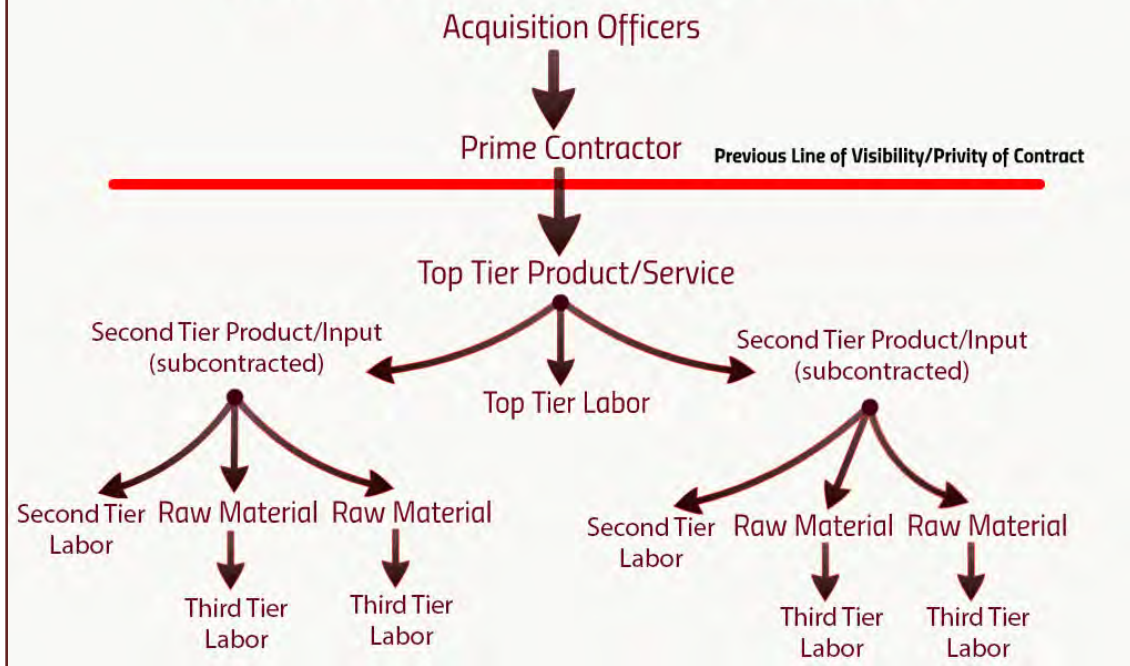 Acquisition Officers
Prime Contractor
Previous Line of Visibility/Privity of Contract
Top Tier Product/Service
Second Tier Product/Input
(subcontracted)
Top Tier Labor
Second Tier Product/Input
(subcontracted)
Second Tier
Labor
Raw Material
Raw Material
Second Tier
Labor
Raw Material
Raw Material
Third Tier
Labor
Third Tier
Labor
Third Tier
Labor
Third Tier
Labor